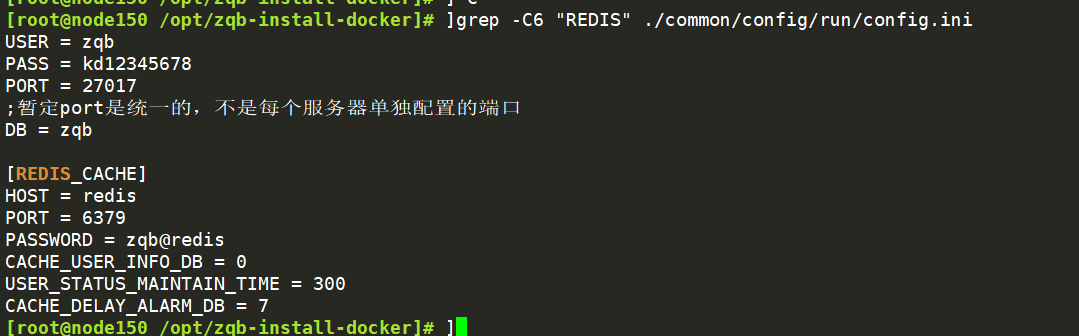 [root@node150 /opt/zqb-install-docker]# ]grep -C6 "REDIS" ./common/config/run/config.ini
USER = zqb
PASS = kd12345678
PORT = 27017
;暂定port是统一的，不是每个服务器单独配置的端口
DB = zqb
[REDIS_CACHE]
HOST = redis
PORT = 6379
PASSWORD = zqb@redis
CACHE_USER_INFO_DB = 0
USER_STATUS_MAINTAIN_TIME = 300
CACHE_DELAY_ALARM_DB = 7
[root@node150 /opt/zqb-install-docker]# ]